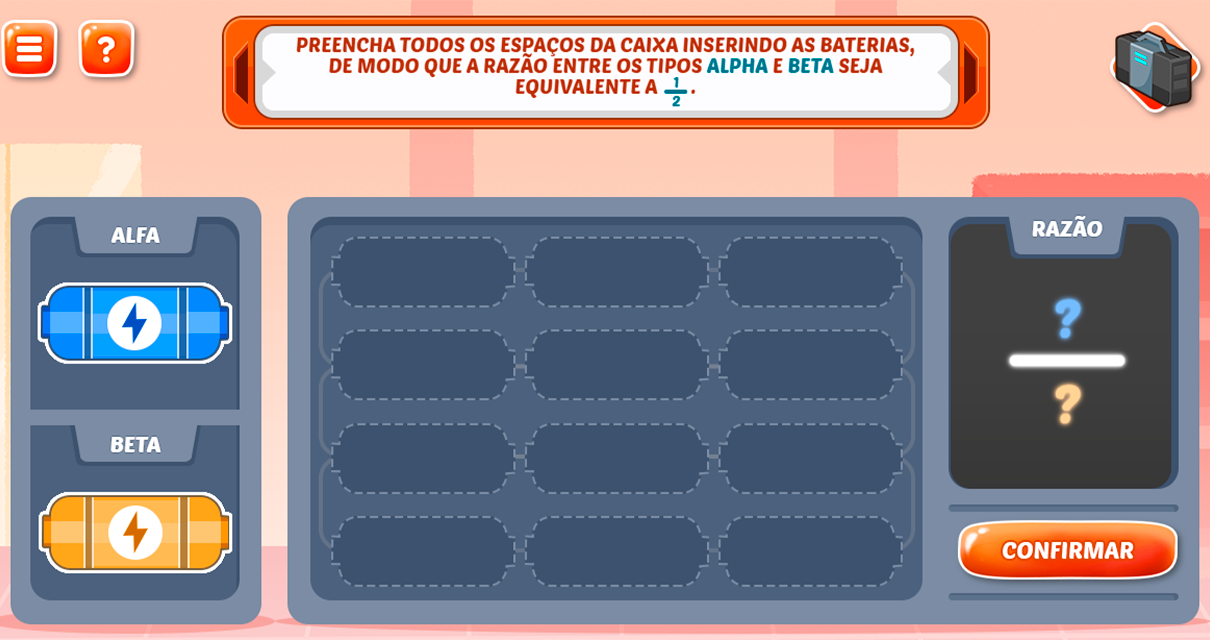 ?
PREENCHA TODOS OS ESPAÇOS DA CAIXA INSERINDO AS BATERIAS,
DE MODO QUE A RAZÃO ENTRE OS TIPOS ALPHA E BETA SEJA
EQUIVALENTE A 1/2.
ALFA
BETA
RAZÃO
?
?
CONFIRMAR